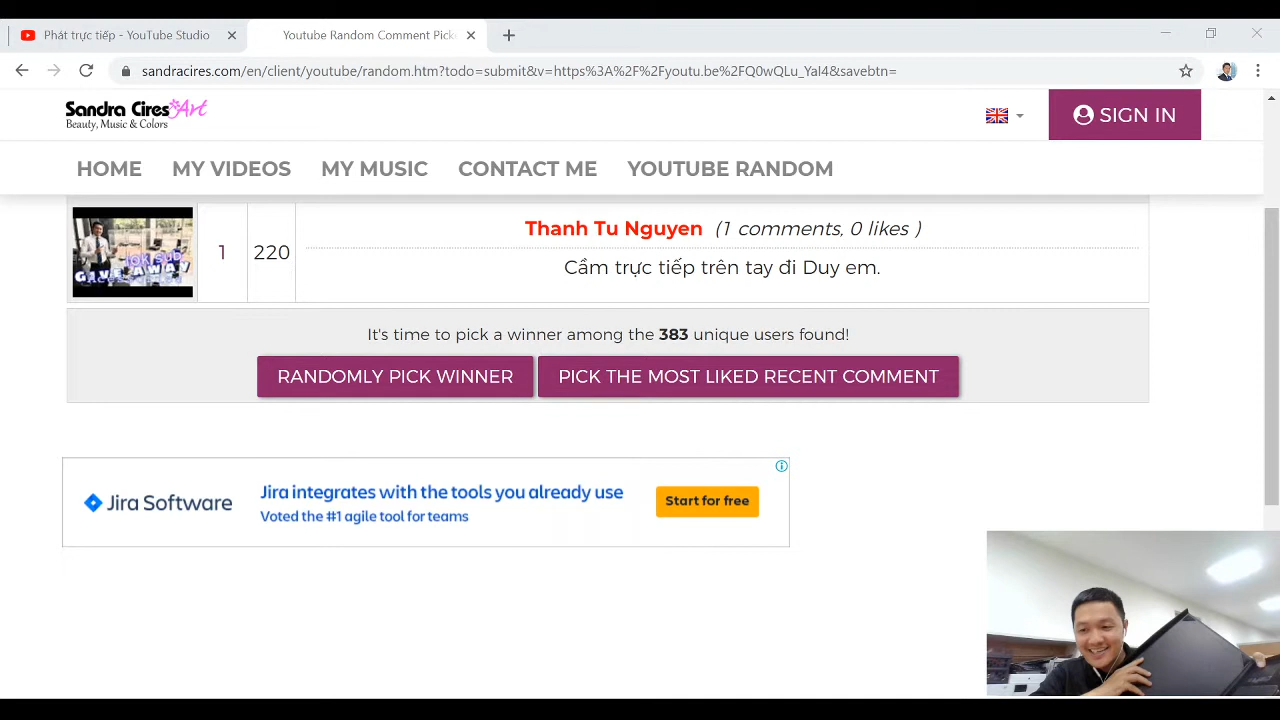 Phát trực tiếp - YouTube Studio
Youtube Random Comment Pick
sandracires.com/en/client/youtube/random.htm?todo=submit&v=https%3A%2F%2Fyoutu.be%2FQ0wQLu_YaI4&savebtn=
Sandra Cires Art
Beauty, Music & Colors
SIGN IN
HOME MY VIDEOS MY MUSIC CONTACT ME YOUTUBE RANDOM
10K SUB
GIVE AWAY
1 220
Thanh Tu Nguyen (1 comments, 0 likes )
Cầm trực tiếp trên tay đi Duy em.
It's time to pick a winner among the 383 unique users found!
RANDOMLY PICK WINNER PICK THE MOST LIKED RECENT COMMENT
Jira Software
Jira integrates with the tools you already use
Voted the #1 agile tool for teams
Start for free